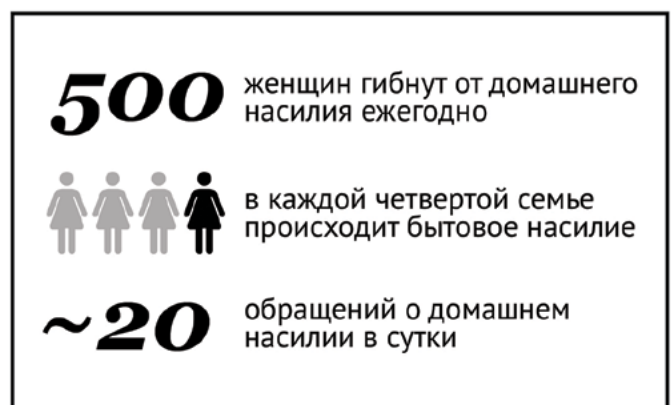 500
женщин гибнут от домашнего
насилия ежегодно
в каждой четвертой семье
происходит бытовое насилие
~20
обращений о домашнем
насилии в сутки